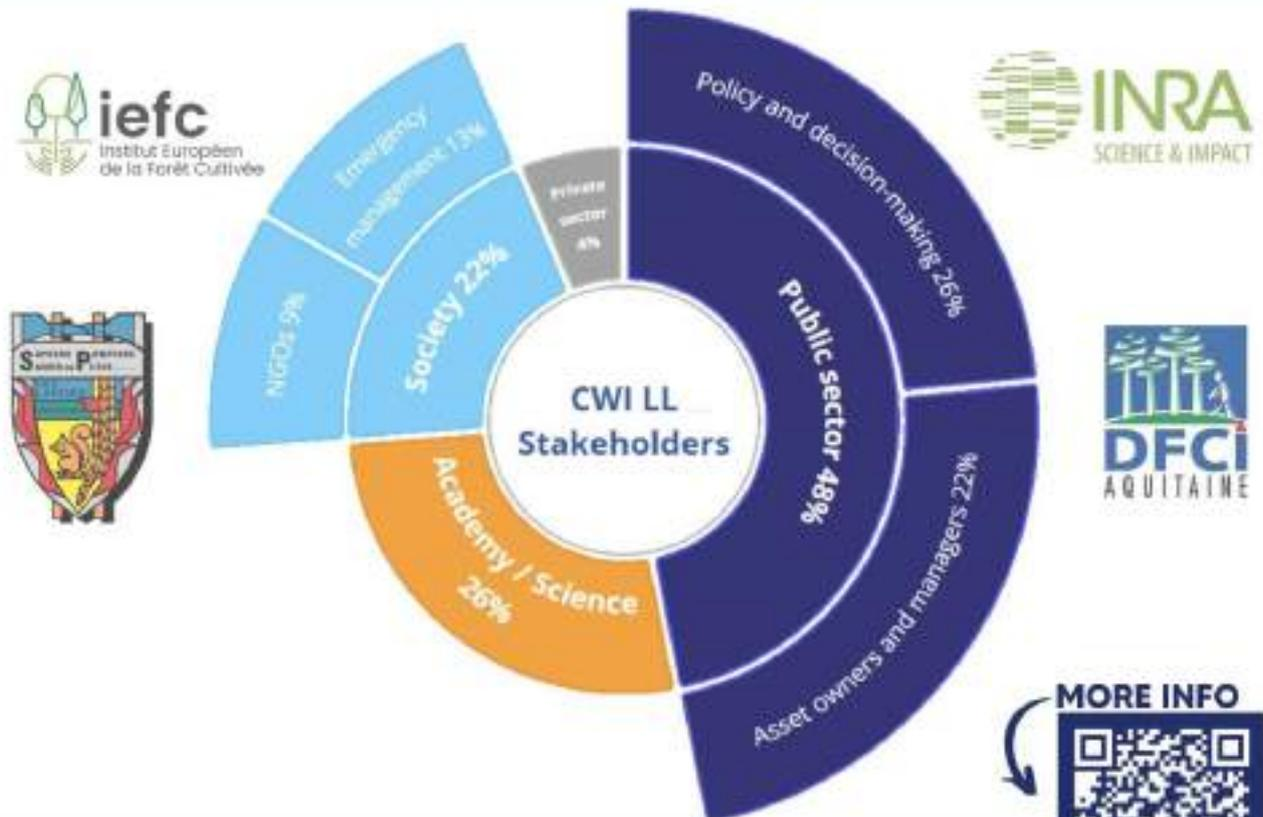 iefc
Institut Européen
de la Forêt Cultivée
INRA
SCIENCE & IMPACT
DFCI
AQUITAINE
CWI LL
Stakeholders
Public sector 48%
Policy and decision-making 26%
Asset owners and managers 22%
Academy / Science
26%
Society 22%
NGOs 9%
Emergency
management 13%
Private
sector
4%
MORE INFO